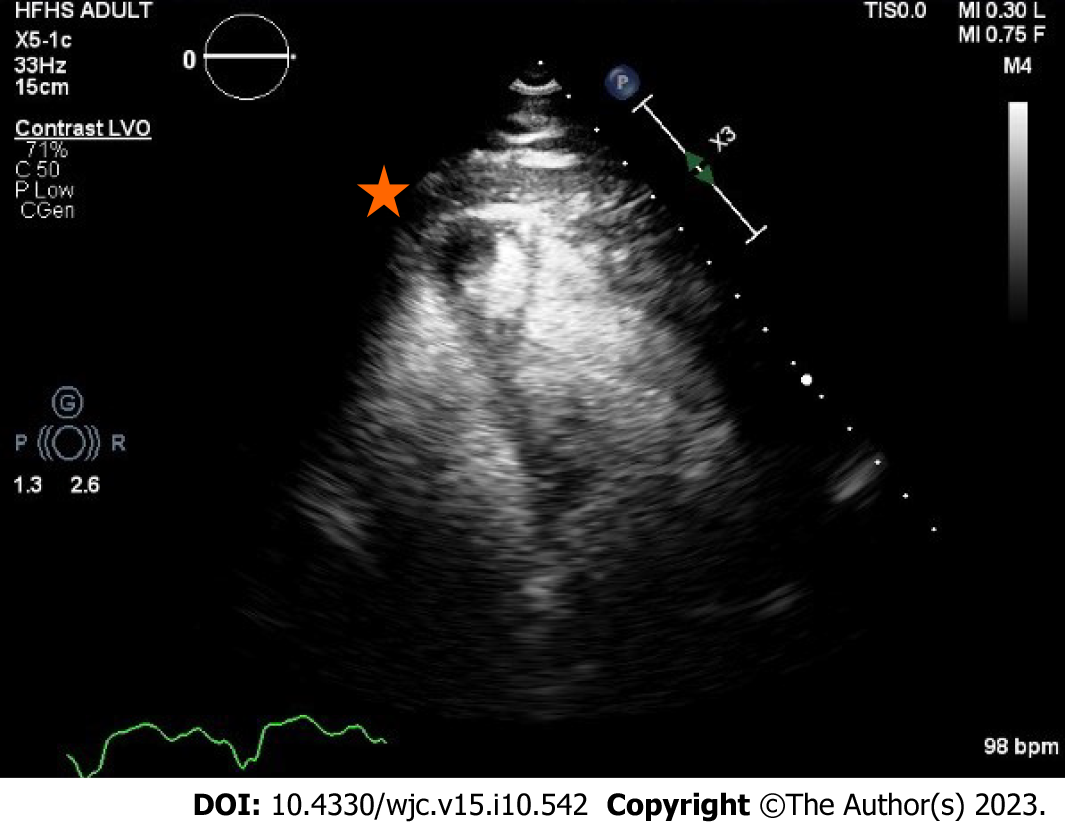 HFHS ADULT
X5-1c
33Hz
15cm
0
Contrast LVO
71%
C 50
P Low
CGen
TIS0.0 MI 0.30 L
MI 0.75 F
M4
P
X3
G
P R
1.3 2.6
98 bpm
DOI: 10.4330/wjc.v15.i10.542 Copyright ©The Author(s) 2023.